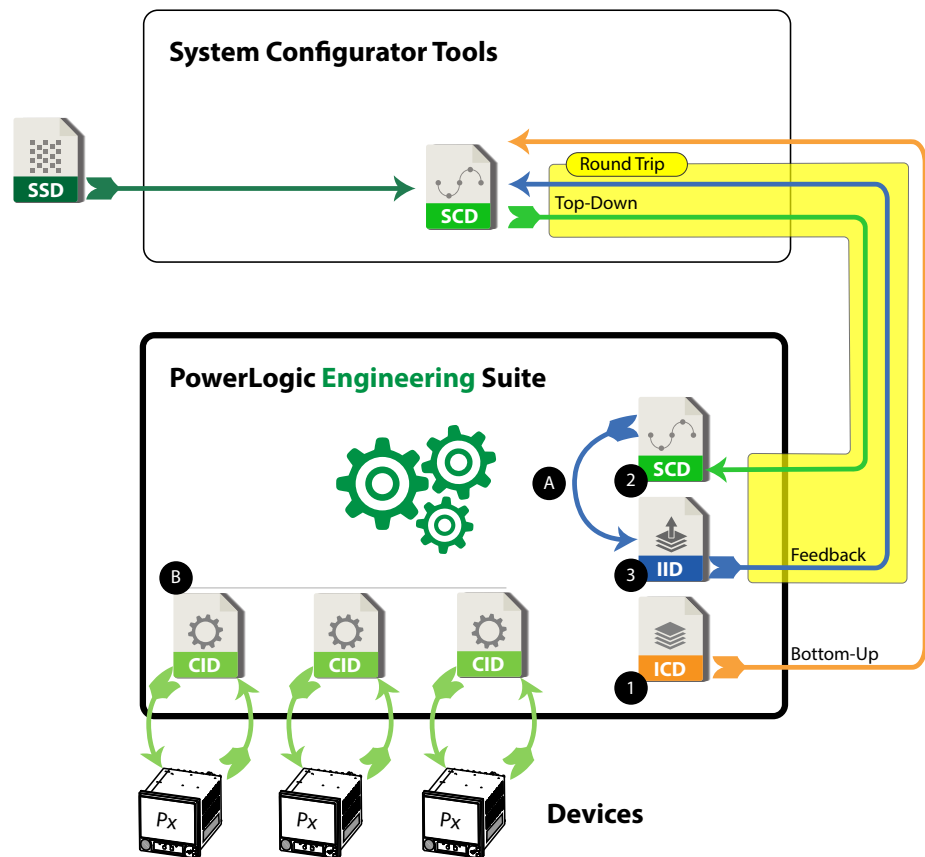 System Configurator Tools
SSD
SCD
Round Trip
Top-Down
PowerLogic Engineering Suite
A
SCD
2
IID
3
Feedback
B
CID
CID
CID
ICD
1
Bottom-Up
Px
Px
Px
Devices